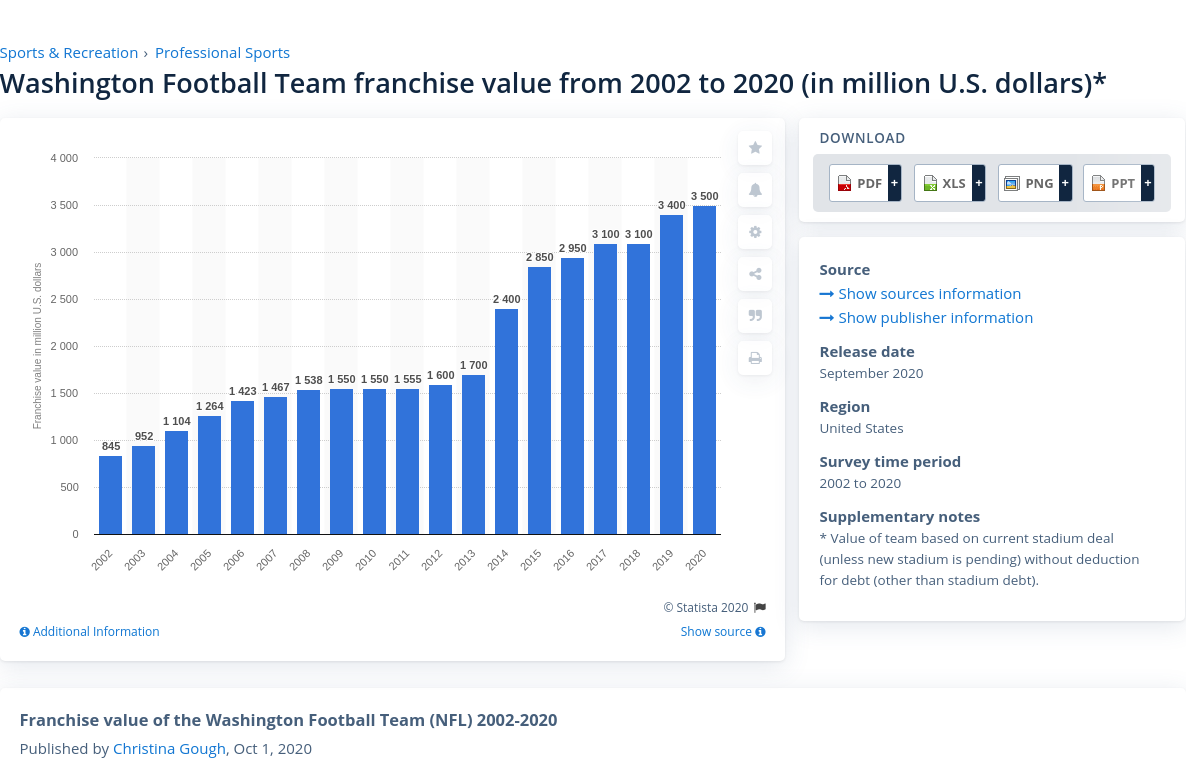 Sports & Recreation › Professional Sports
Washington Football Team franchise value from 2002 to 2020 (in million U.S. dollars)*
Franchise value in million U.S. dollars
4 000
3 500
3 000
2 500
2 000
1 500
1 000
500
0
845
952
1 104
1 264
1 423
1 467
1 538
1 550
1 550
1 555
1 600
1 700
2 400
2 850
2 950
3 100
3 100
3 400
3 500
2002
2003
2004
2005
2006
2007
2008
2009
2010
2011
2012
2013
2014
2015
2016
2017
2018
2019
2020
© Statista 2020
Additional Information
Show source
DOWNLOAD
PDF +
XLS +
PNG +
PPT +
Source
Show sources information
Show publisher information
Release date
September 2020
Region
United States
Survey time period
2002 to 2020
Supplementary notes
* Value of team based on current stadium deal
(unless new stadium is pending) without deduction
for debt (other than stadium debt).
Franchise value of the Washington Football Team (NFL) 2002-2020
Published by Christina Gough, Oct 1, 2020